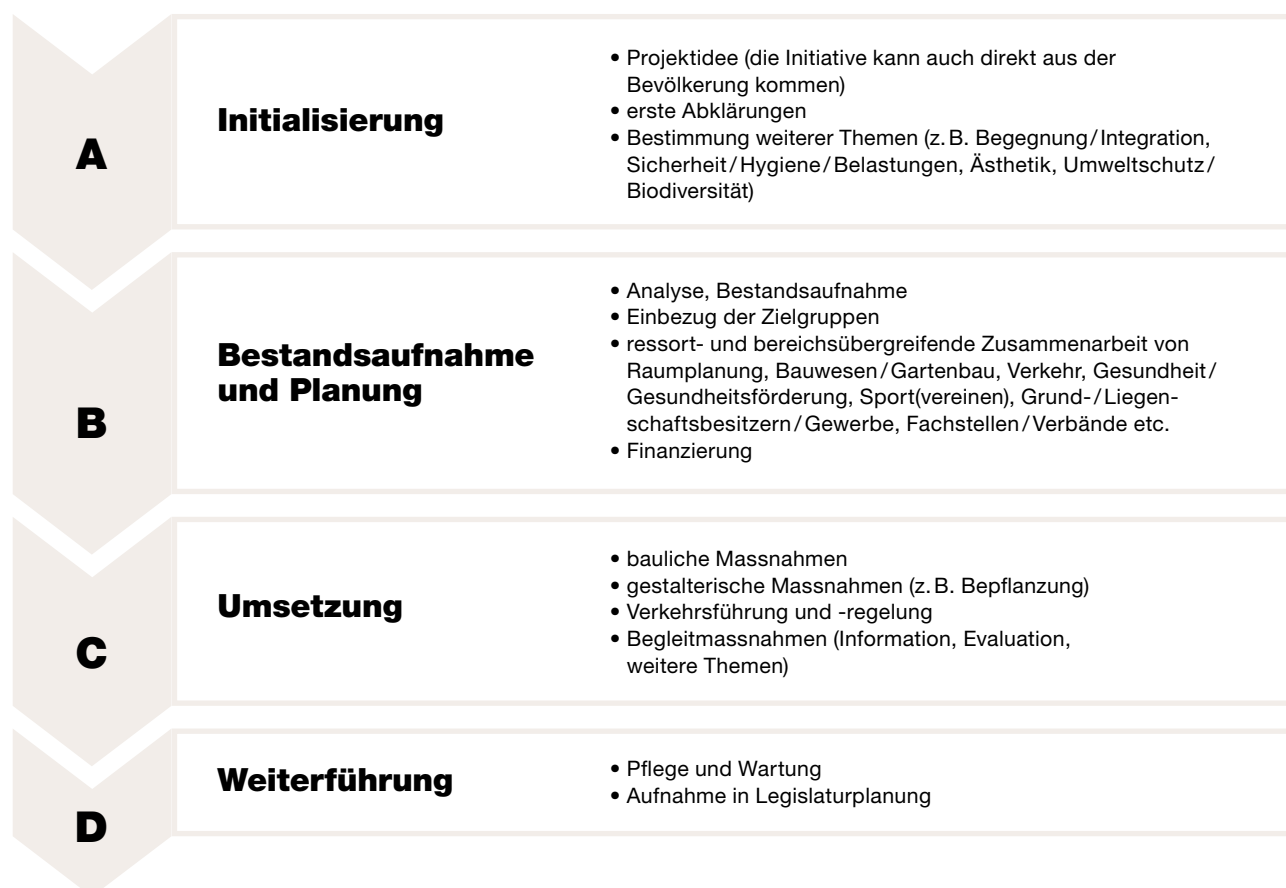 A
Initialisierung
• Projektidee (die Initiative kann auch direkt aus der
Bevölkerung kommen)
• erste Abklärungen
• Bestimmung weiterer Themen (z. B. Begegnung / Integration,
Sicherheit / Hygiene / Belastungen, Ästhetik, Umweltschutz /
Biodiversität)
B
Bestandsaufnahme
und Planung
• Analyse, Bestandsaufnahme
• Einbezug der Zielgruppen
• ressort- und bereichsübergreifende Zusammenarbeit von
Raumplanung, Bauwesen / Gartenbau, Verkehr, Gesundheit /
Gesundheitsförderung, Sport(vereinen), Grund- / Liegen-
schaftsbesitzern / Gewerbe, Fachstellen / Verbände etc.
• Finanzierung
C
Umsetzung
• bauliche Massnahmen
• gestalterische Massnahmen (z. B. Bepflanzung)
• Verkehrsführung und -regelung
• Begleitmassnahmen (Information, Evaluation,
weitere Themen)
D
Weiterführung
• Pflege und Wartung
• Aufnahme in Legislaturplanung